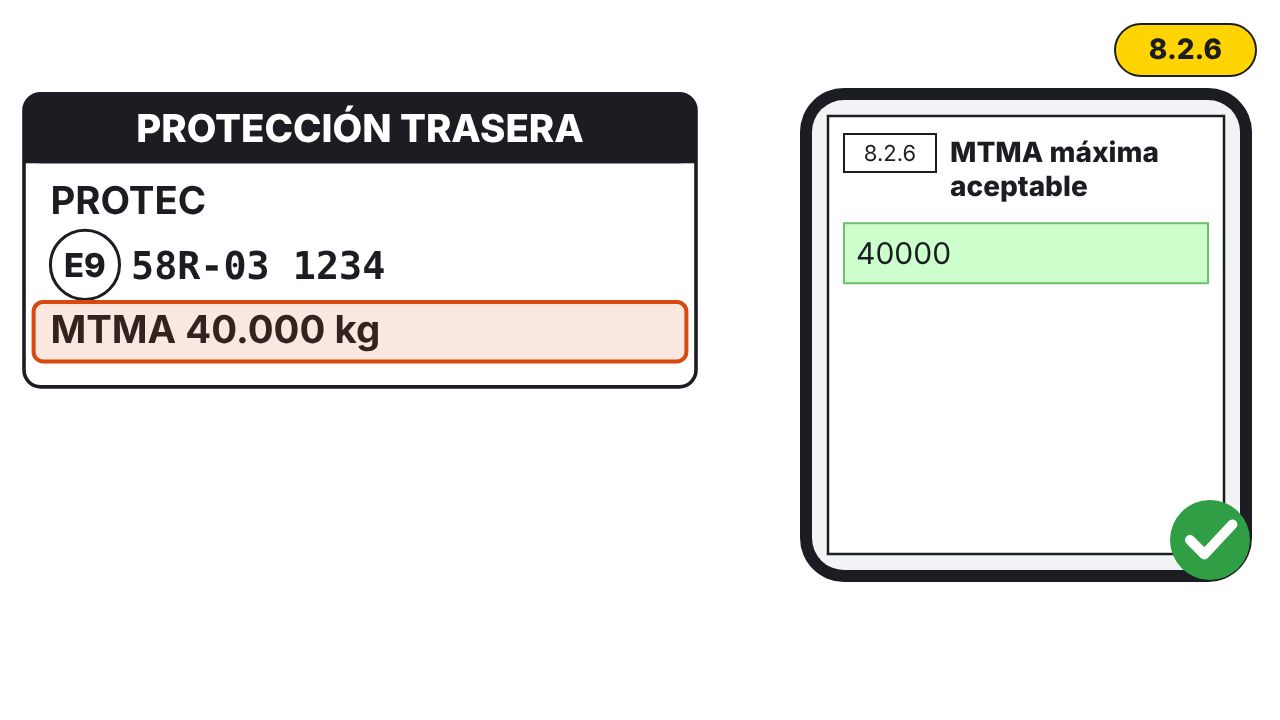 8.2.6
PROTECCIÓN TRASERA
PROTEC
E9 58R-03 1234
MTMA 40.000 kg
8.2.6 MTMA máxima
aceptable
40000